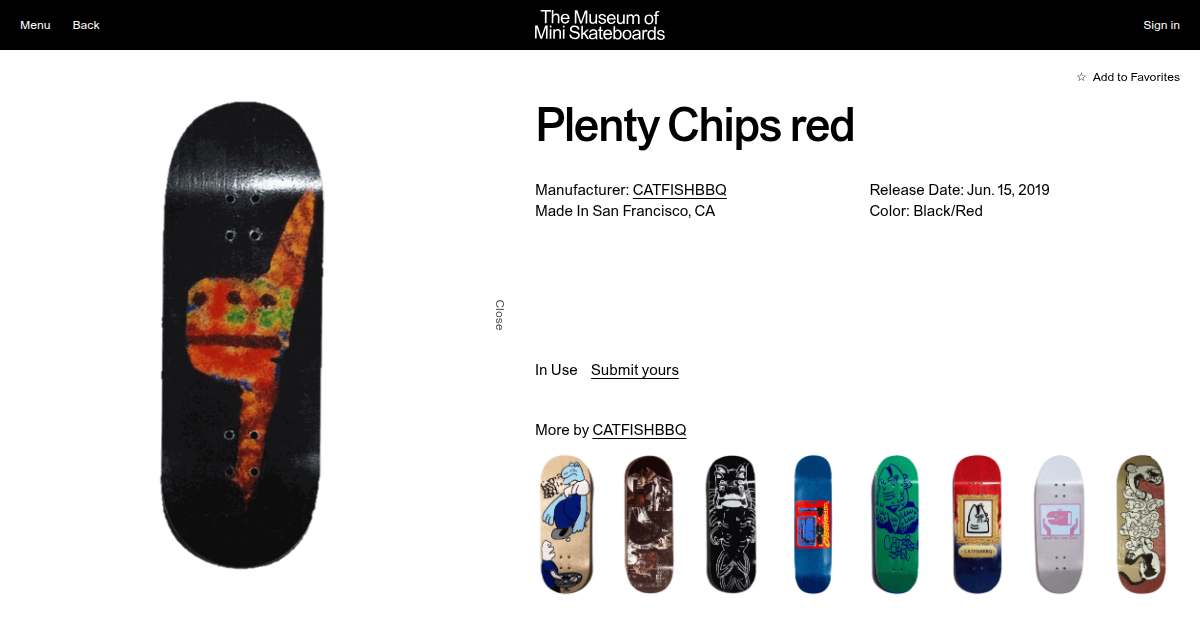 Menu
Back
The Museum of
Mini Skateboards
Sign in
☆ Add to Favorites
Plenty Chips red
Manufacturer: CATFISHBBQ
Made In San Francisco, CA
Release Date: Jun. 15, 2019
Color: Black/Red
Close
In Use Submit yours
More by CATFISHBBQ
CATFISHBBQ